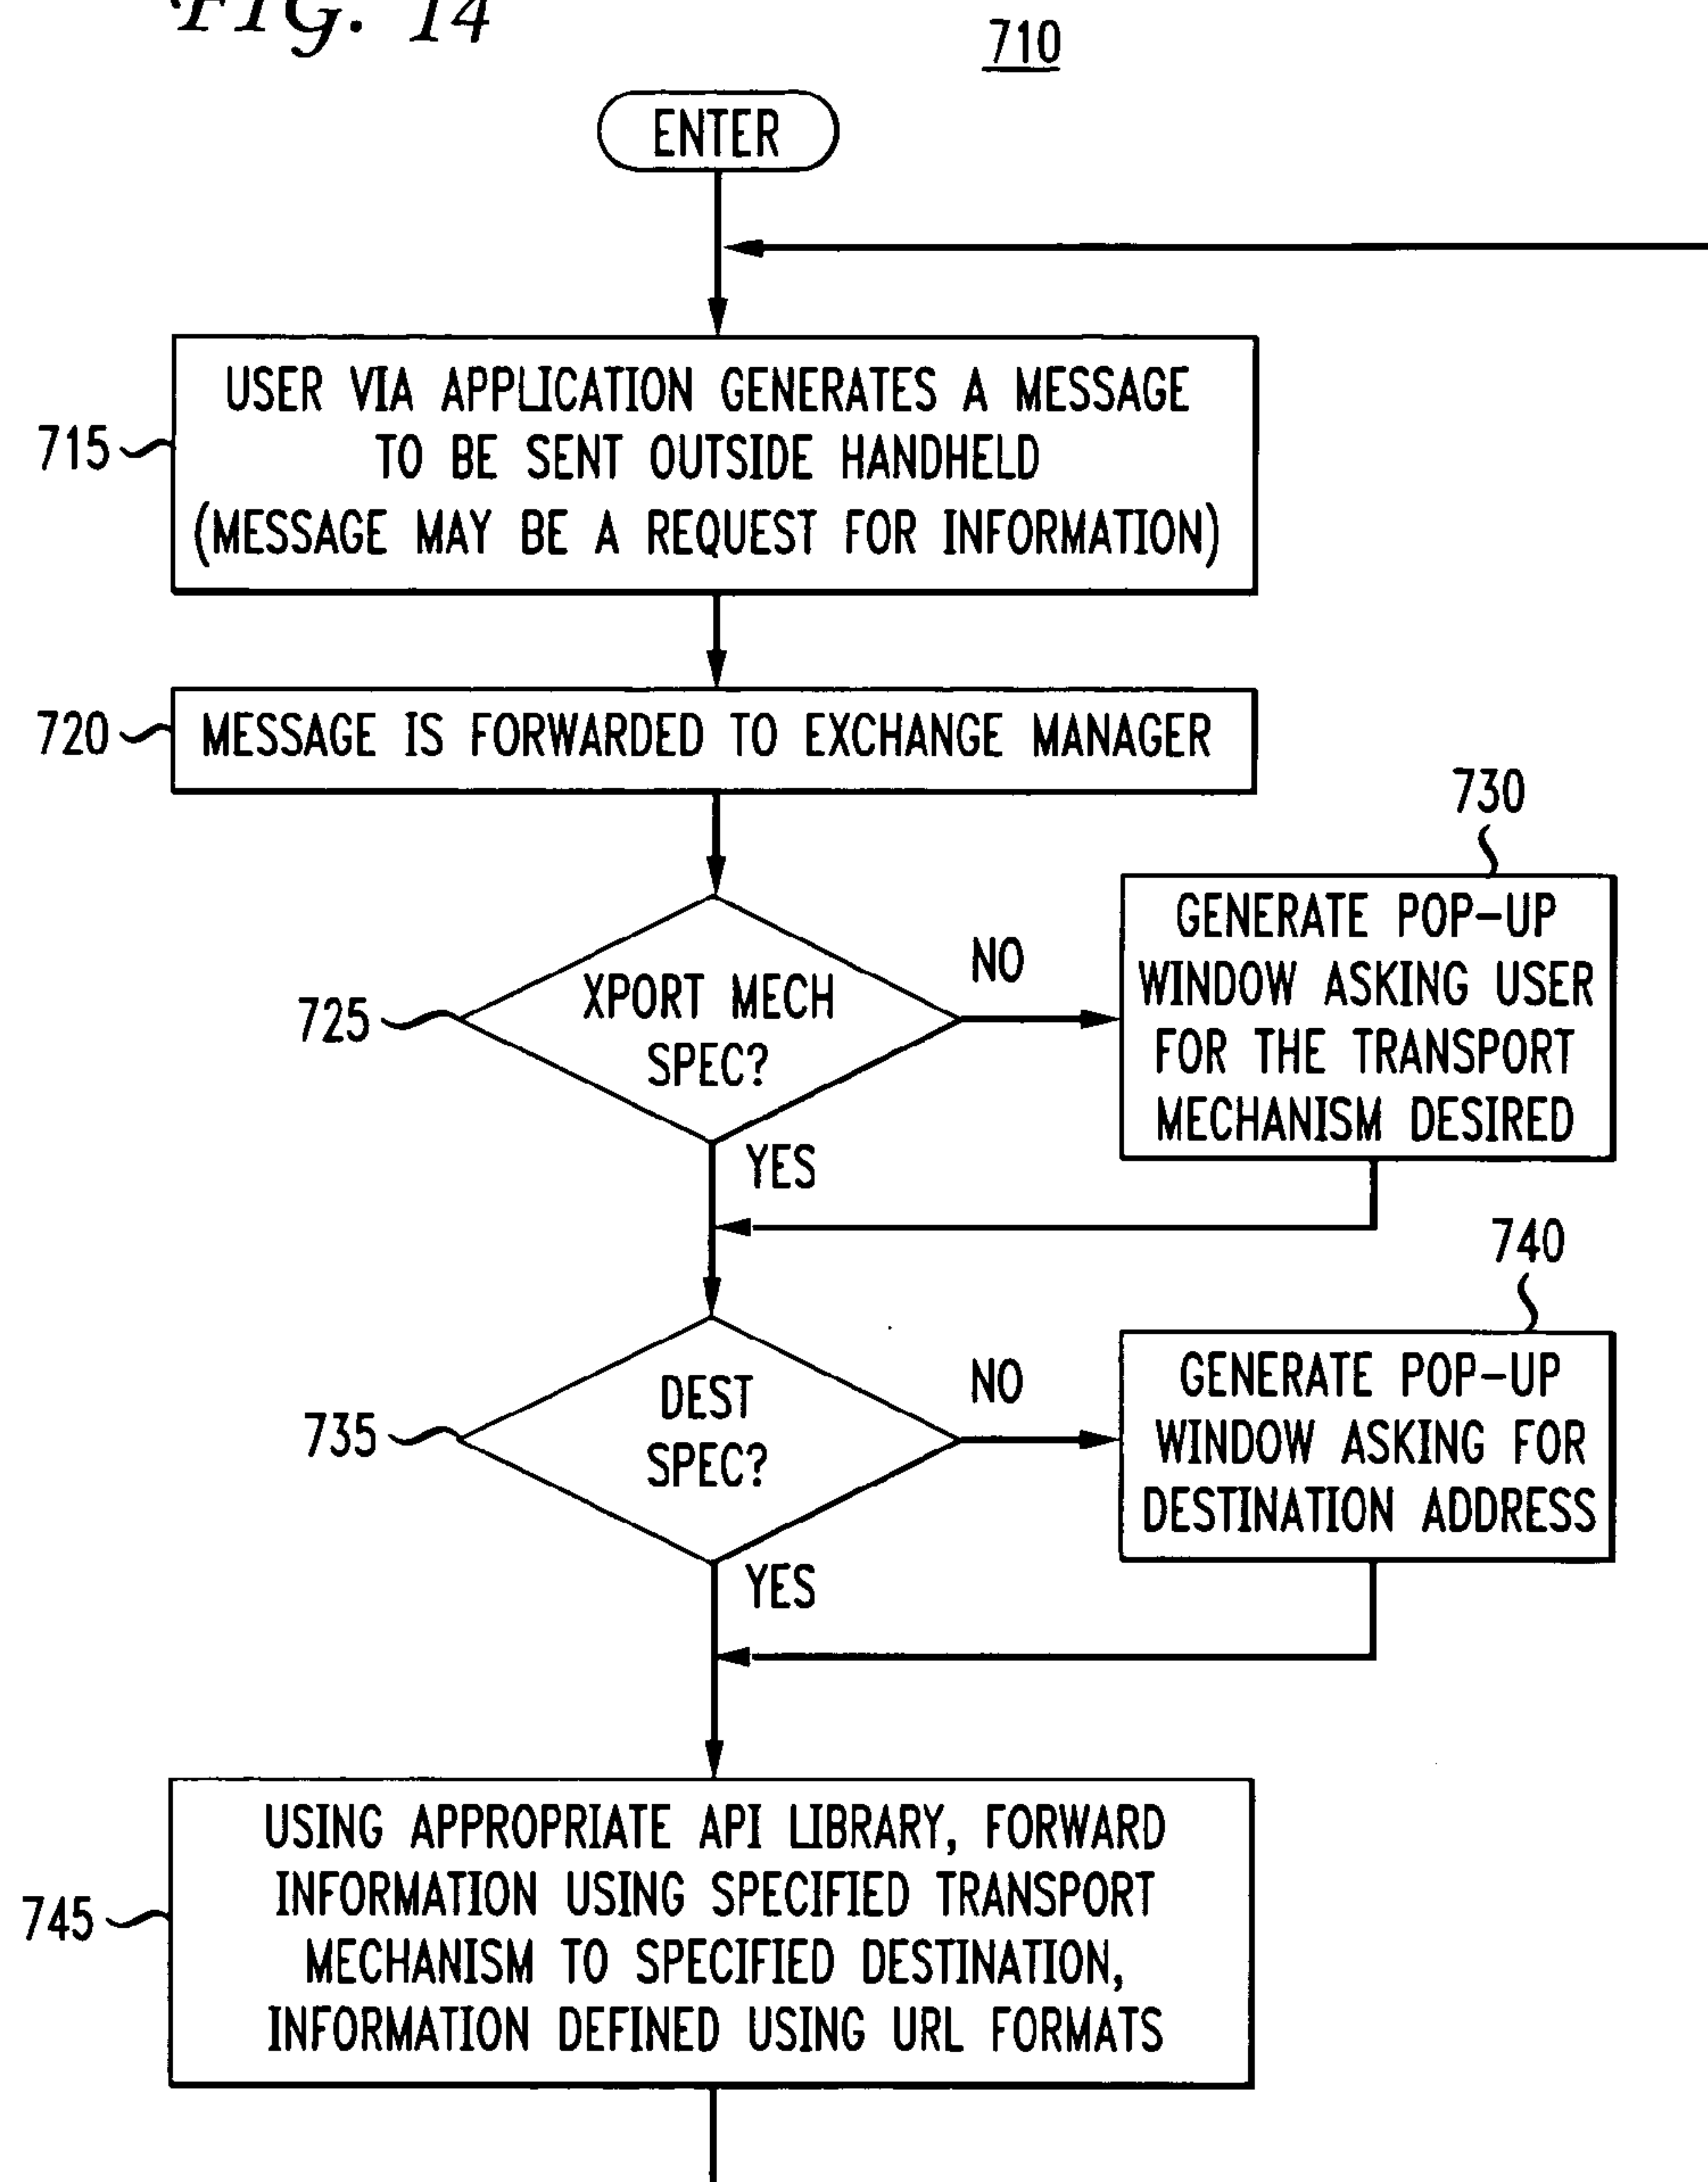 FIG. 14
710
ENTER
715
USER VIA APPLICATION GENERATES A MESSAGE
TO BE SENT OUTSIDE HANDHELD
(MESSAGE MAY BE A REQUEST FOR INFORMATION)
720
MESSAGE IS FORWARDED TO EXCHANGE MANAGER
725
XPORT MECH
SPEC?
NO
YES
730
GENERATE POP-UP
WINDOW ASKING USER
FOR THE TRANSPORT
MECHANISM DESIRED
735
DEST
SPEC?
NO
YES
740
GENERATE POP-UP
WINDOW ASKING FOR
DESTINATION ADDRESS
745
USING APPROPRIATE API LIBRARY, FORWARD
INFORMATION USING SPECIFIED TRANSPORT
MECHANISM TO SPECIFIED DESTINATION,
INFORMATION DEFINED USING URL FORMATS